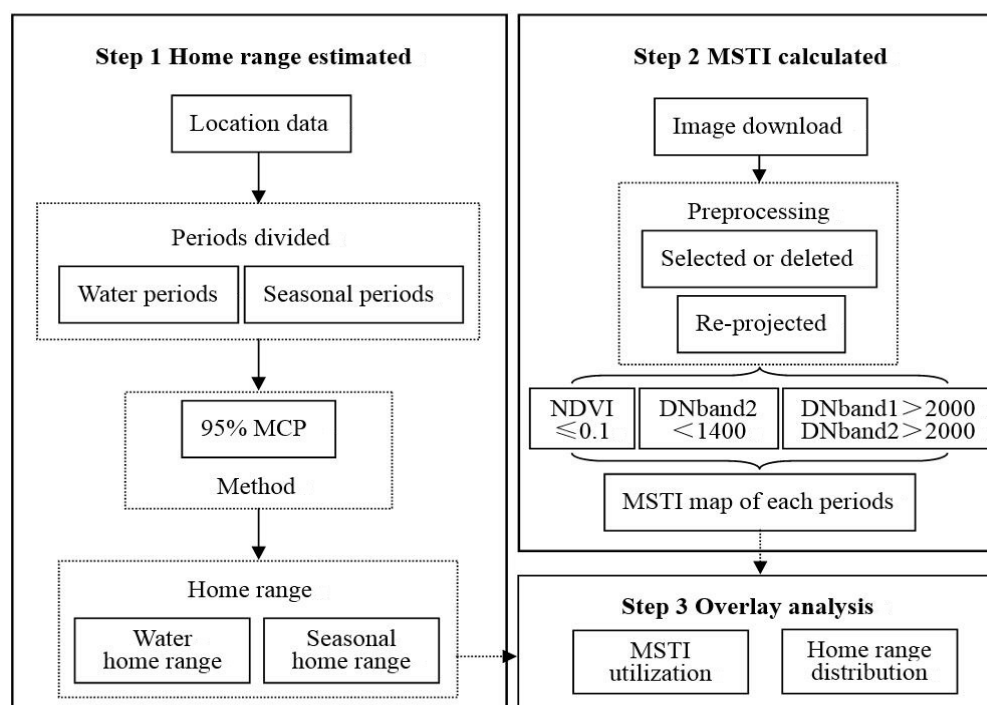 Step 1 Home range estimated
Location data
Periods divided
Water periods
Seasonal periods
95% MCP
Method
Home range
Water
home range
Seasonal
home range
Step 2 MSTI calculated
Image download
Preprocessing
Selected or deleted
Re-projected
NDVI
≤0.1
DNband2
<1400
DNband1>2000
DNband2>2000
MSTI map of each periods
Step 3 Overlay analysis
MSTI
utilization
Home range
distribution